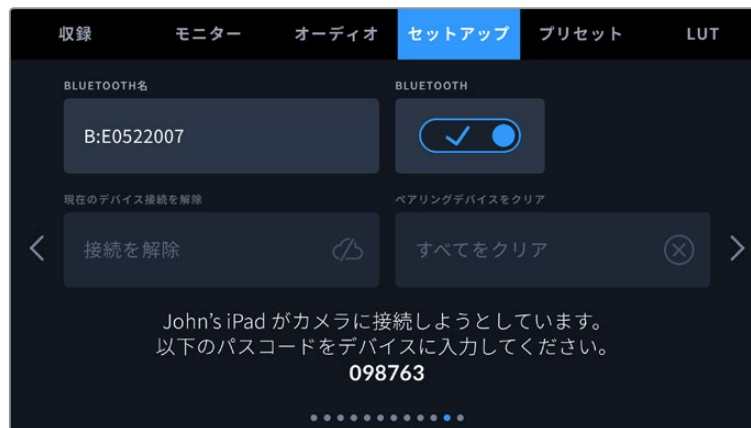 収録 モニター オーディオ セットアップ プリセット LUT
BLUETOOTH名 BLUETOOTH
B:E0522007
現在のデバイス接続を解除 ペアリングデバイスをクリア
接続を解除 すべてをクリア
John's iPad がカメラに接続しようとしています。
以下のパスコードをデバイスに入力してください。
098763